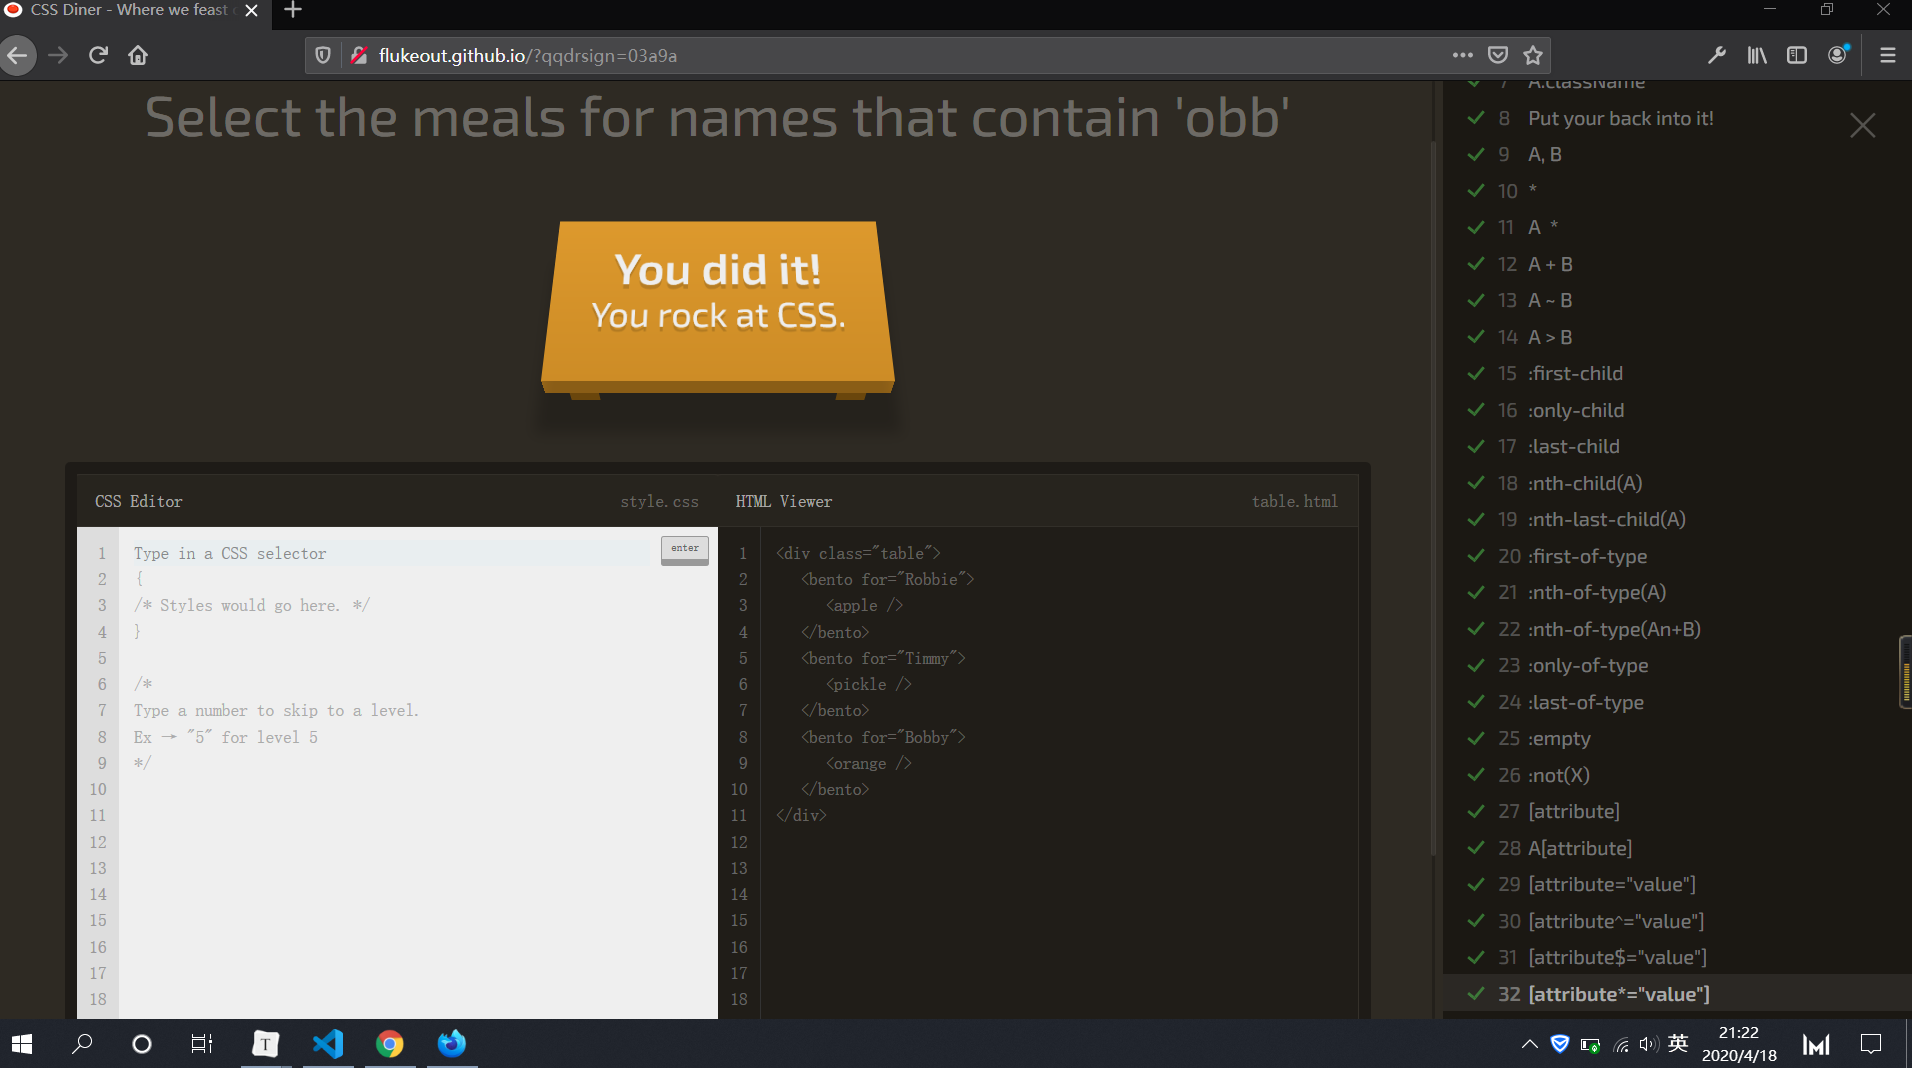 CSS Diner - Where we feast
flukeout.github.io/?qqdrsign=03a9a
Select the meals for names that contain 'obb'
You did it!
You rock at CSS.
CSS Editor
style.css
HTML Viewer
table.html
1 Type in a CSS selector
enter
2 {
3 /* Styles would go here. */
4 }
5
6 /*
7 Type a number to skip to a level.
8 Ex → "5" for level 5
9 */
10
11
12
13
14
15
16
17
18
1 <div class="table">
2 <bento for="Robbie">
3 <apple />
4 </bento>
5 <bento for="Timmy">
6 <pickle />
7 </bento>
8 <bento for="Bobby">
9 <orange />
10 </bento>
11 </div>
12
13
14
15
16
17
18
7 A.className
8 Put your back into it!
9 A, B
10 *
11 A *
12 A + B
13 A ~ B
14 A > B
15 :first-child
16 :only-child
17 :last-child
18 :nth-child(A)
19 :nth-last-child(A)
20 :first-of-type
21 :nth-of-type(A)
22 :nth-of-type(An+B)
23 :only-of-type
24 :last-of-type
25 :empty
26 :not(X)
27 [attribute]
28 A[attribute]
29 [attribute="value"]
30 [attribute^="value"]
31 [attribute$="value"]
32 [attribute*="value"]
T
英
21:22
2020/4/18